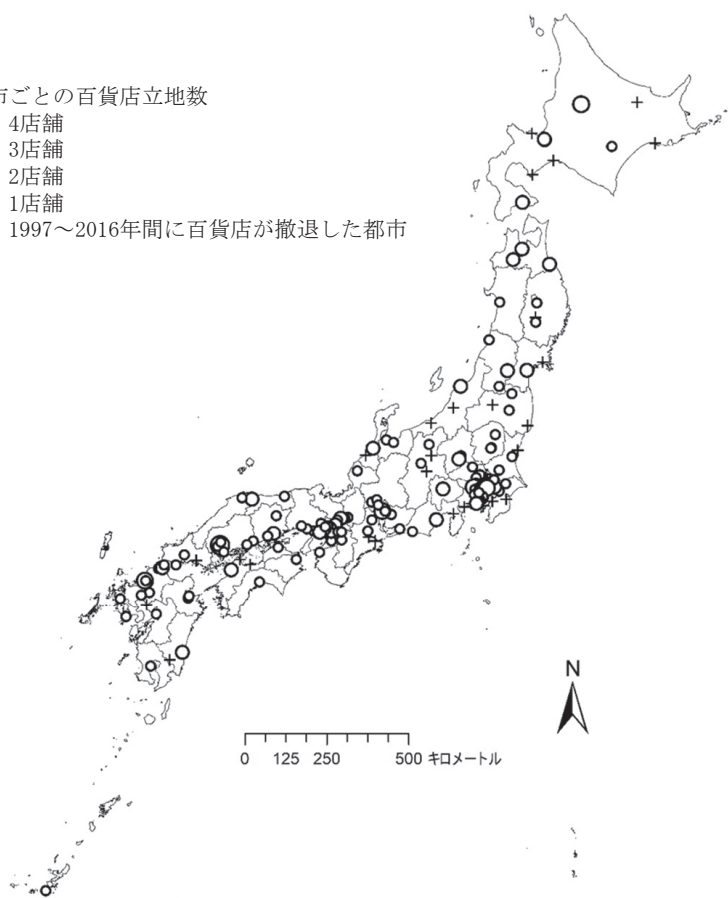 市ごとの百貨店立地数
4店舗
3店舗
2店舗
1店舗
1997～2016年間に百貨店が撤退した都市
N
0 125 250 500 キロメートル